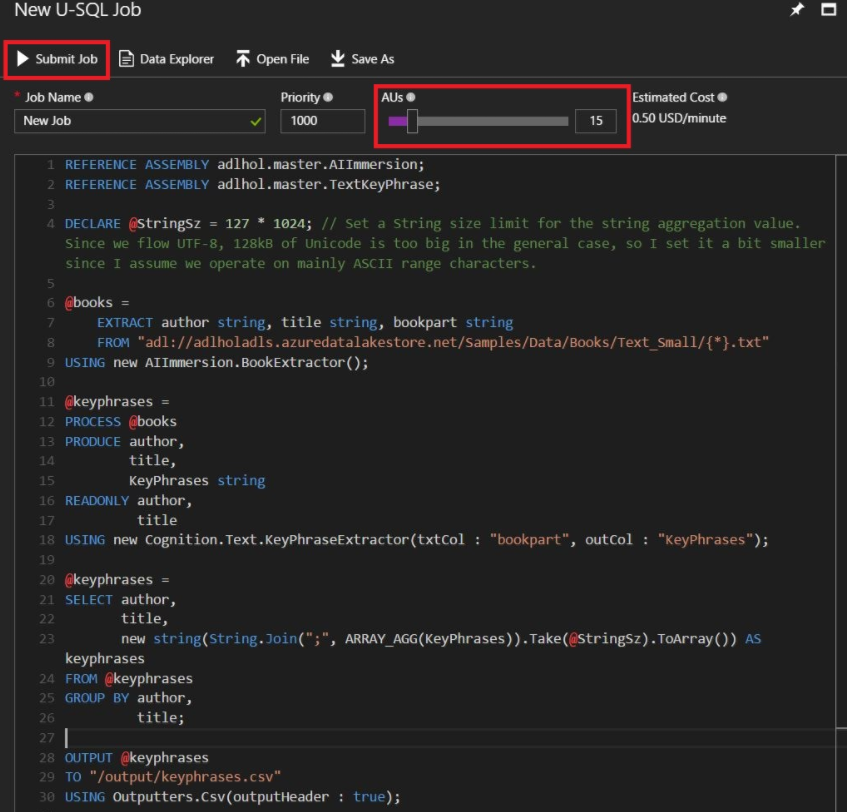 New U-SQL Job
Submit Job Data Explorer Open File Save As
* Job Name Priority AUs Estimated Cost
New Job 1000 15 0.50 USD/minute
1 REFERENCE ASSEMBLY adlhol.master.AIImmersion;
2 REFERENCE ASSEMBLY adlhol.master.TextKeyPhrase;
3
4 DECLARE @StringSz = 127 * 1024; // Set a String size limit for the string aggregation value.
Since we flow UTF-8, 128kB of Unicode is too big in the general case, so I set it a bit smaller
since I assume we operate on mainly ASCII range characters.
5
6 @books =
7 EXTRACT author string, title string, bookpart string
8 FROM "adl://adlholadls.azuredatalakestore.net/Samples/Data/Books/Text_Small/{*}.txt"
9 USING new AIImmersion.BookExtractor();
10
11 @keyphrases =
12 PROCESS @books
13 PRODUCE author,
14 title,
15 KeyPhrases string
16 READONLY author,
17 title
18 USING new Cognition.Text.KeyPhraseExtractor(txtCol : "bookpart", outCol : "KeyPhrases");
19
20 @keyphrases =
21 SELECT author,
22 title,
23 new string(String.Join(";", ARRAY_AGG(KeyPhrases)).Take(@StringSz).ToArray()) AS
keyphrases
24 FROM @keyphrases
25 GROUP BY author,
26 title;
27
28 OUTPUT @keyphrases
29 TO "/output/keyphrases.csv"
30 USING Outputters.Csv(outputHeader : true);